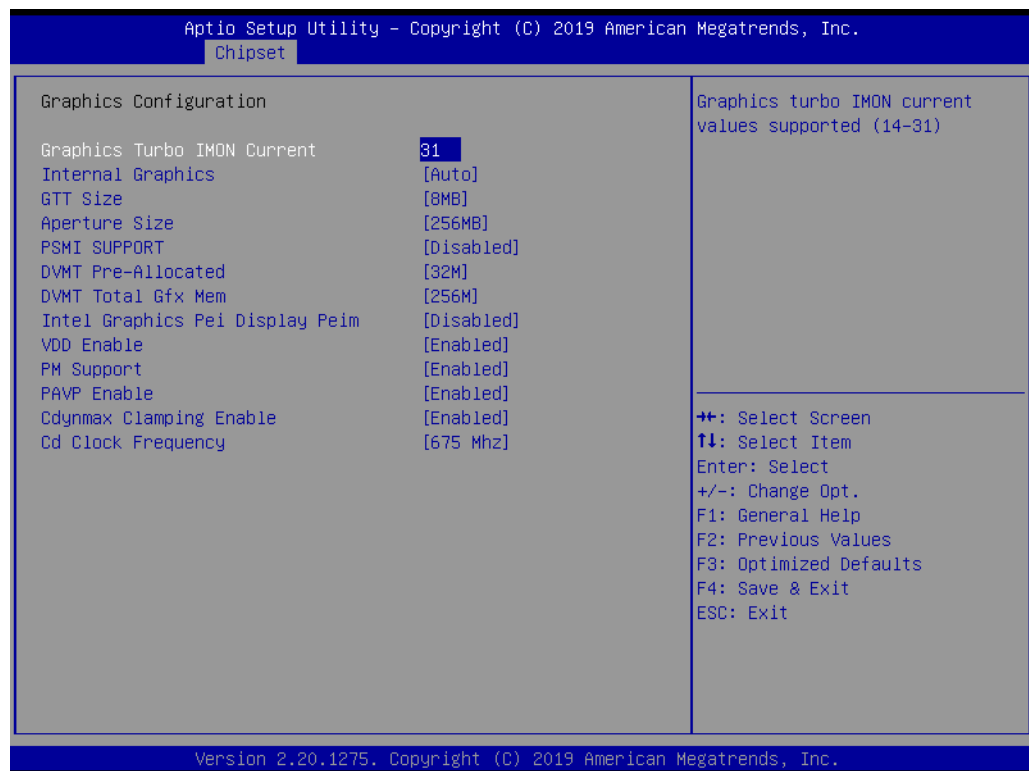 Aptio Setup Utility – Copyright (C) 2019 American Megatrends, Inc.
Chipset
Graphics Configuration
Graphics Turbo IMON Current 31
Internal Graphics [Auto]
GTT Size [8MB]
Aperture Size [256MB]
PSMI SUPPORT [Disabled]
DVMT Pre-Allocated [32M]
DVMT Total Gfx Mem [256M]
Intel Graphics Pei Display Peim [Disabled]
VDD Enable [Enabled]
PM Support [Enabled]
PAVP Enable [Enabled]
Cdynmax Clamping Enable [Enabled]
Cd Clock Frequency [675 Mhz]
Graphics turbo IMON current
values supported (14-31)
→←: Select Screen
↑↓: Select Item
Enter: Select
+/-: Change Opt.
F1: General Help
F2: Previous Values
F3: Optimized Defaults
F4: Save & Exit
ESC: Exit
Version 2.20.1275. Copyright (C) 2019 American Megatrends, Inc.